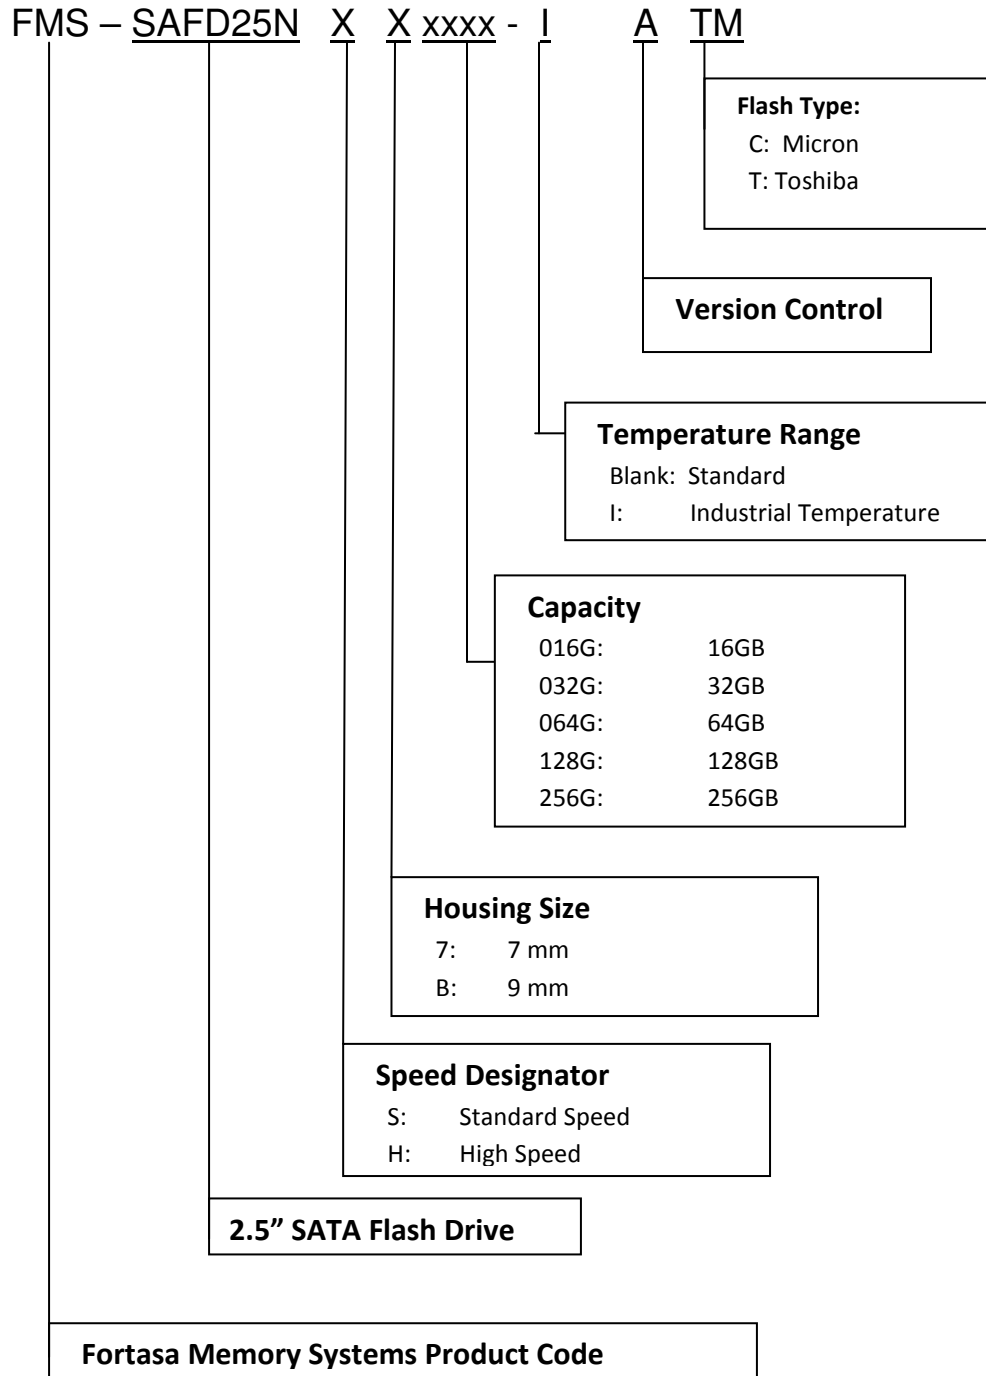 FMS – SAFD25N X X xxxx - I A TM
Flash Type:
C: Micron
T: Toshiba
Version Control
Temperature Range
Blank: Standard
I: Industrial Temperature
Capacity
016G: 16GB
032G: 32GB
064G: 64GB
128G: 128GB
256G: 256GB
Housing Size
7: 7 mm
B: 9 mm
Speed Designator
S: Standard Speed
H: High Speed
2.5” SATA Flash Drive
Fortasa Memory Systems Product Code